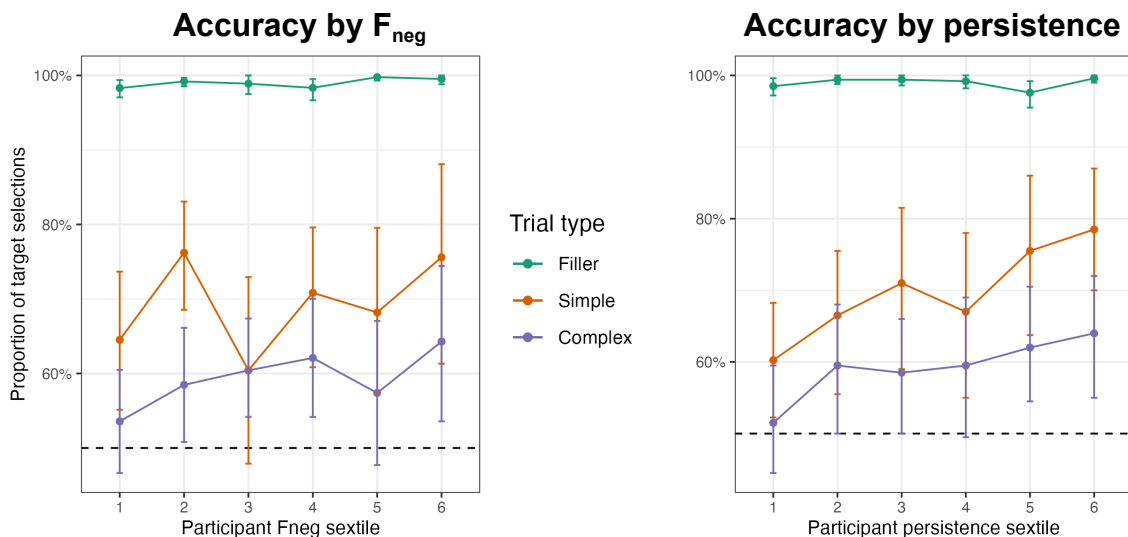 Accuracy by Fneg
Accuracy by persistence
Proportion of target selections
100%
80%
60%
1 2 3 4 5 6
Participant Fneg sextile
Trial type
Filler
Simple
Complex
100%
80%
60%
1 2 3 4 5 6
Participant persistence sextile